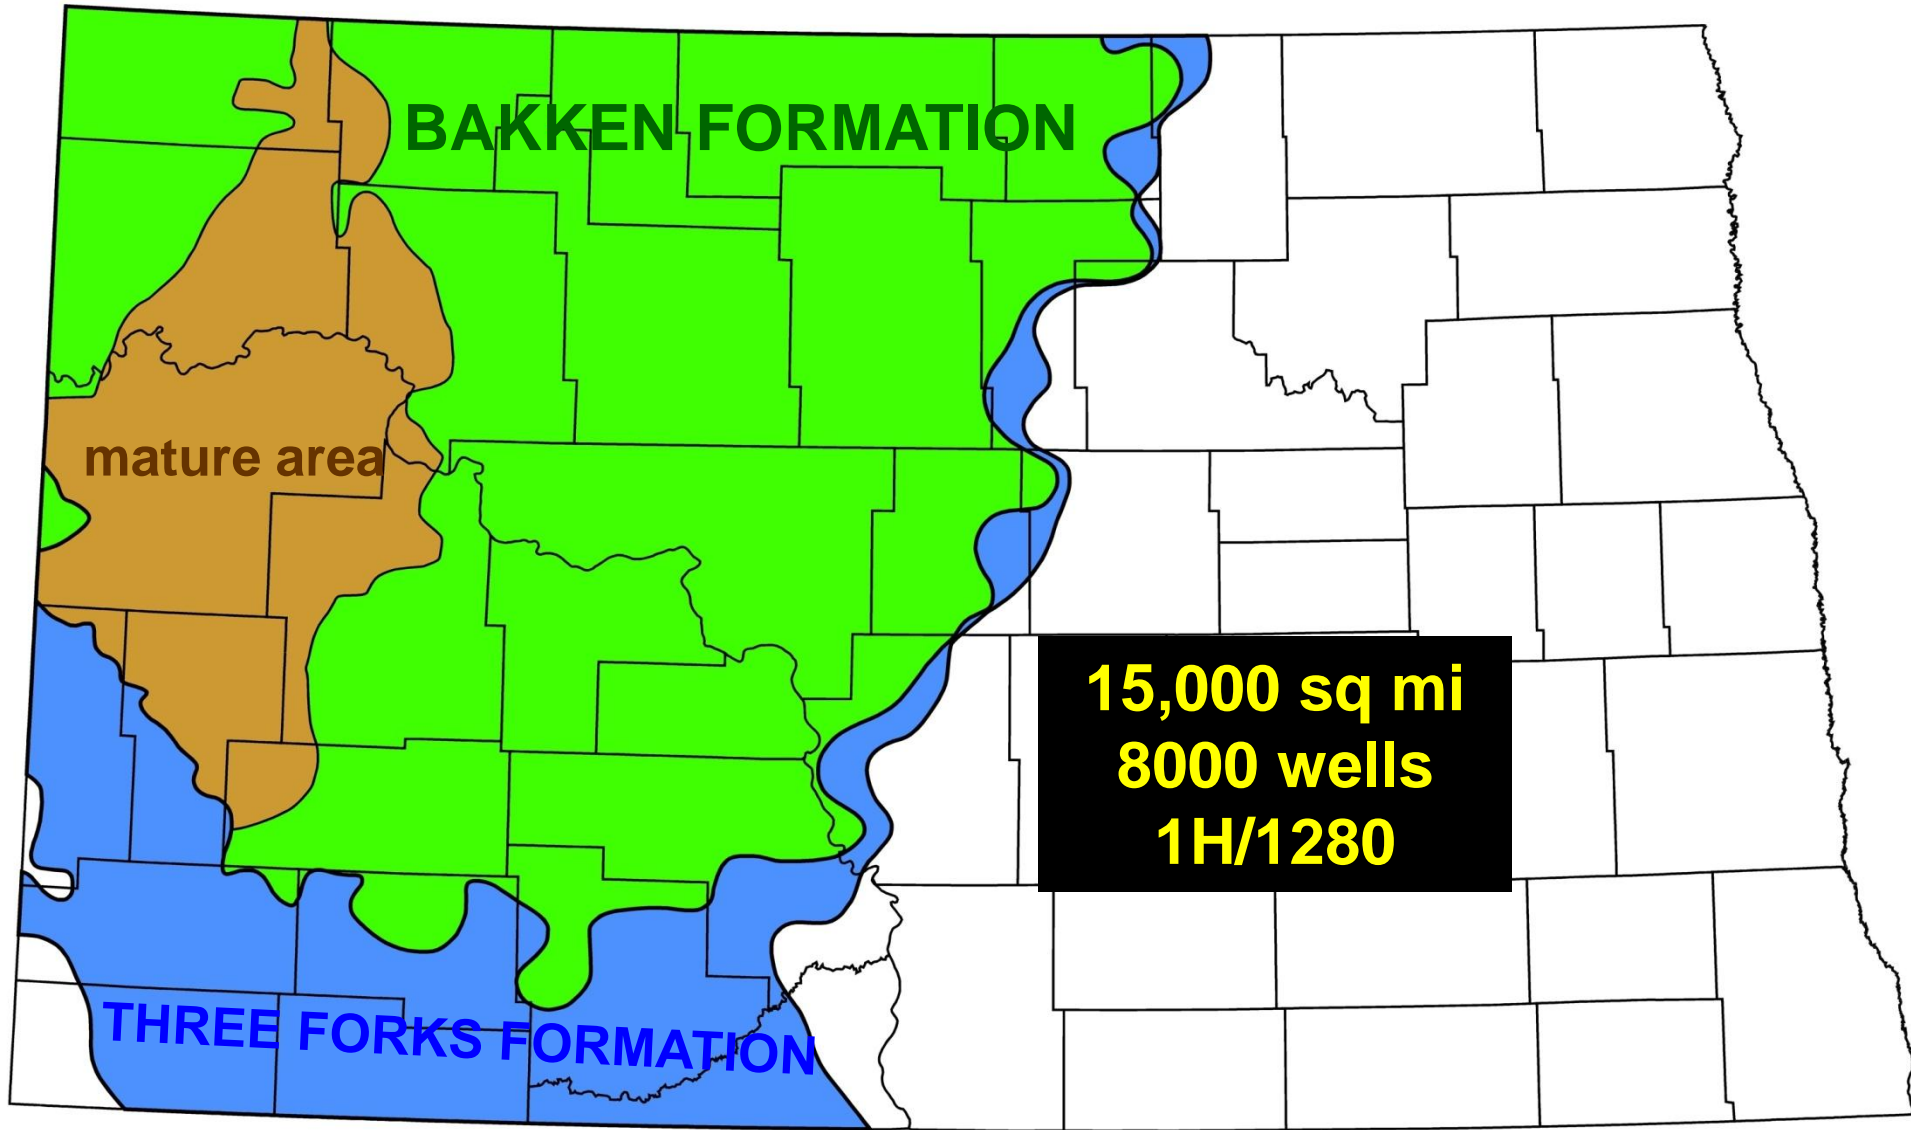 BAKKEN FORMATION
mature area
15,000 sq mi
8000 wells
1H/1280
THREE FORKS FORMATION